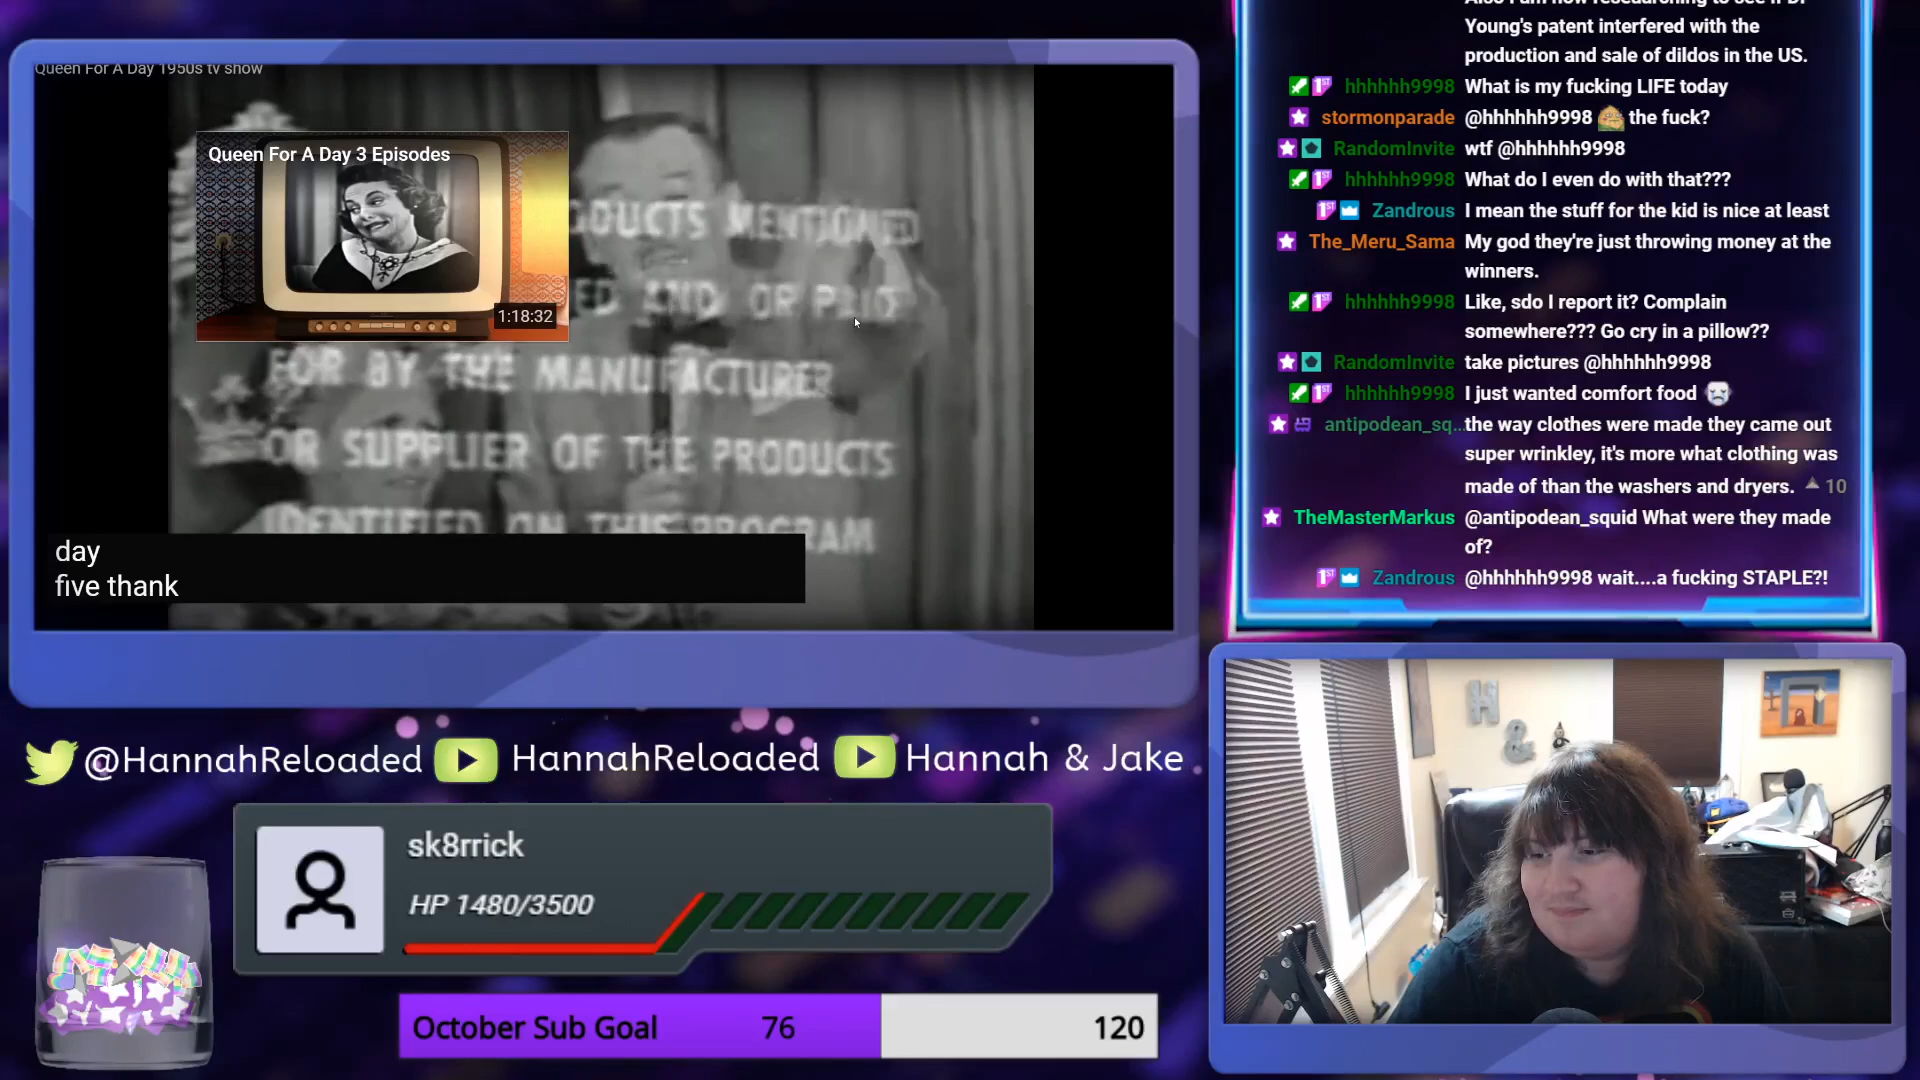 Queen For A Day 1950s tv show
Queen For A Day 3 Episodes
1:18:32
MENTIONED
AND OR PAID
FOR BY THE MANUFACTURER
OR SUPPLIER OF THE PRODUCTS
IDENTIFIED ON THIS PROGRAM
day
five thank
Young's patent interfered with the
production and sale of dildos in the US.
hhhhhh9998 What is my fucking LIFE today
stormonparade @hhhhhh9998 the fuck?
RandomInvite wtf @hhhhhh9998
hhhhhh9998 What do I even do with that???
Zandrous I mean the stuff for the kid is nice at least
The_Meru_Sama My god they're just throwing money at the
winners.
hhhhhh9998 Like, sdo I report it? Complain
somewhere??? Go cry in a pillow??
RandomInvite take pictures @hhhhhh9998
hhhhhh9998 I just wanted comfort food
antipodean_sq... the way clothes were made they came out
super wrinkley, it's more what clothing was
made of than the washers and dryers. 10
TheMasterMarkus @antipodean_squid What were they made
of?
Zandrous @hhhhhh9998 wait....a fucking STAPLE?!
@HannahReloaded HannahReloaded Hannah & Jake
sk8rrick
HP 1480/3500
October Sub Goal 76 120
H
&